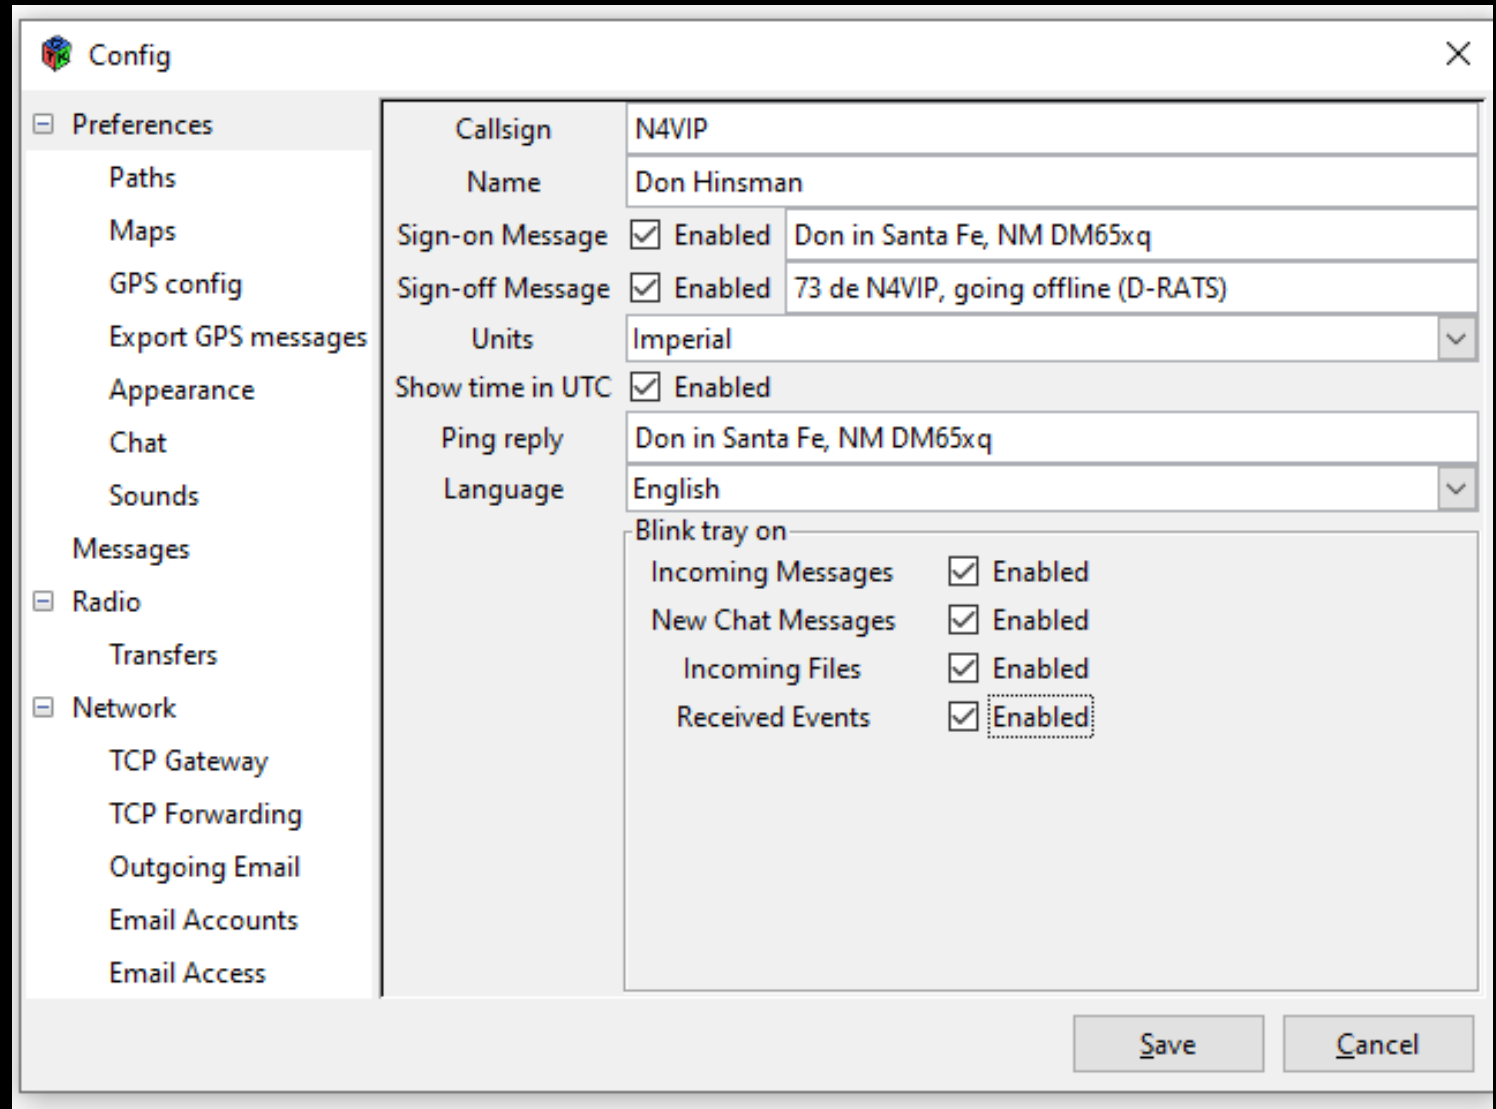 Config
Preferences
Paths
Maps
GPS config
Export GPS messages
Appearance
Chat
Sounds
Messages
Radio
Transfers
Network
TCP Gateway
TCP Forwarding
Outgoing Email
Email Accounts
Email Access
Callsign N4VIP
Name Don Hinsman
Sign-on Message Enabled Don in Santa Fe, NM DM65xq
Sign-off Message Enabled 73 de N4VIP, going offline (D-RATS)
Units Imperial
Show time in UTC Enabled
Ping reply Don in Santa Fe, NM DM65xq
Language English
Blink tray on
Incoming Messages Enabled
New Chat Messages Enabled
Incoming Files Enabled
Received Events Enabled
Save Cancel